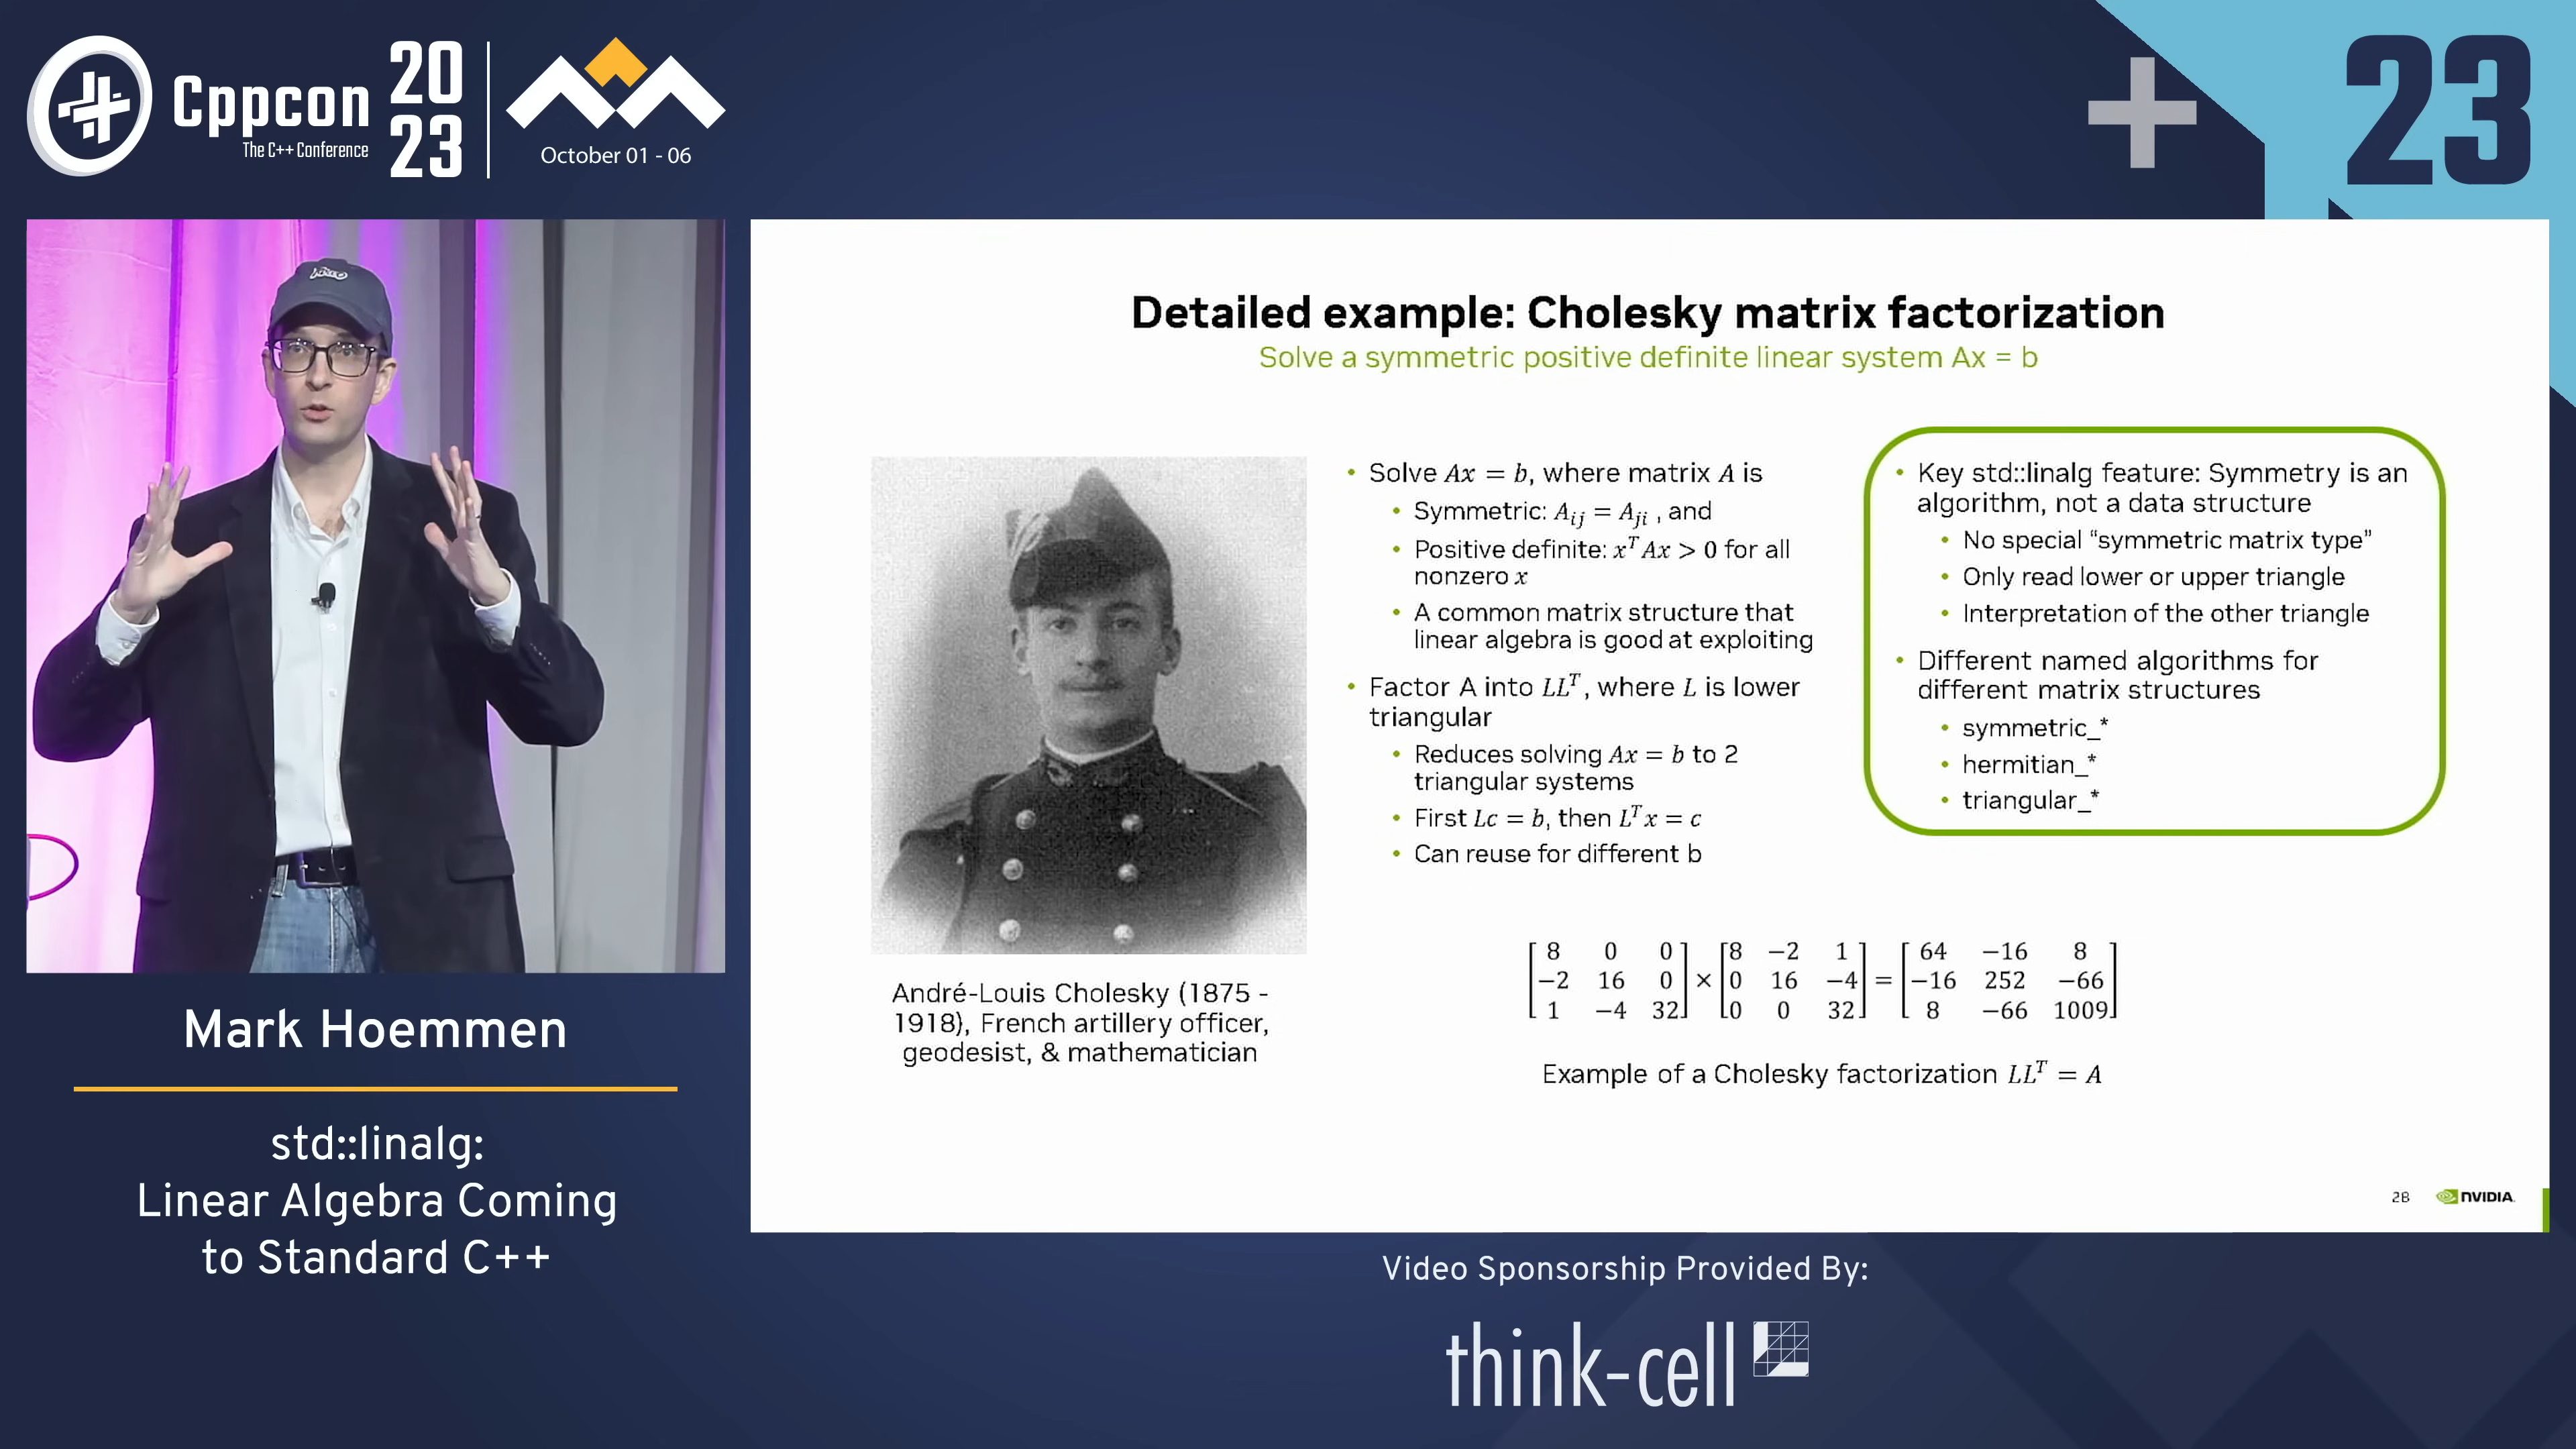 Cppcon
The C++ Conference
20
23
October 01 - 06
23
Detailed example: Cholesky matrix factorization
Solve a symmetric positive definite linear system Ax = b
• Solve Ax = b, where matrix A is
• Symmetric: A_ij = A_ji , and
• Positive definite: x^T Ax > 0 for all
nonzero x
• A common matrix structure that
linear algebra is good at exploiting
• Factor A into LL^T, where L is lower
triangular
• Reduces solving Ax = b to 2
triangular systems
• First Lc = b, then L^T x = c
• Can reuse for different b
• Key std::linalg feature: Symmetry is an
algorithm, not a data structure
• No special “symmetric matrix type”
• Only read lower or upper triangle
• Interpretation of the other triangle
• Different named algorithms for
different matrix structures
• symmetric_*
• hermitian_*
• triangular_*
André-Louis Cholesky (1875 -
1918), French artillery officer,
geodesist, & mathematician
[ 8 0 0 ] [ 8 −2 1 ] [ 64 −16 8 ]
[ −2 16 0 ] × [ 0 16 −4 ] = [ −16 252 −66 ]
[ 1 −4 32 ] [ 0 0 32 ] [ 8 −66 1009 ]
Example of a Cholesky factorization LL^T = A
28
NVIDIA.
Mark Hoemmen
std::linalg:
Linear Algebra Coming
to Standard C++
Video Sponsorship Provided By:
think-cell